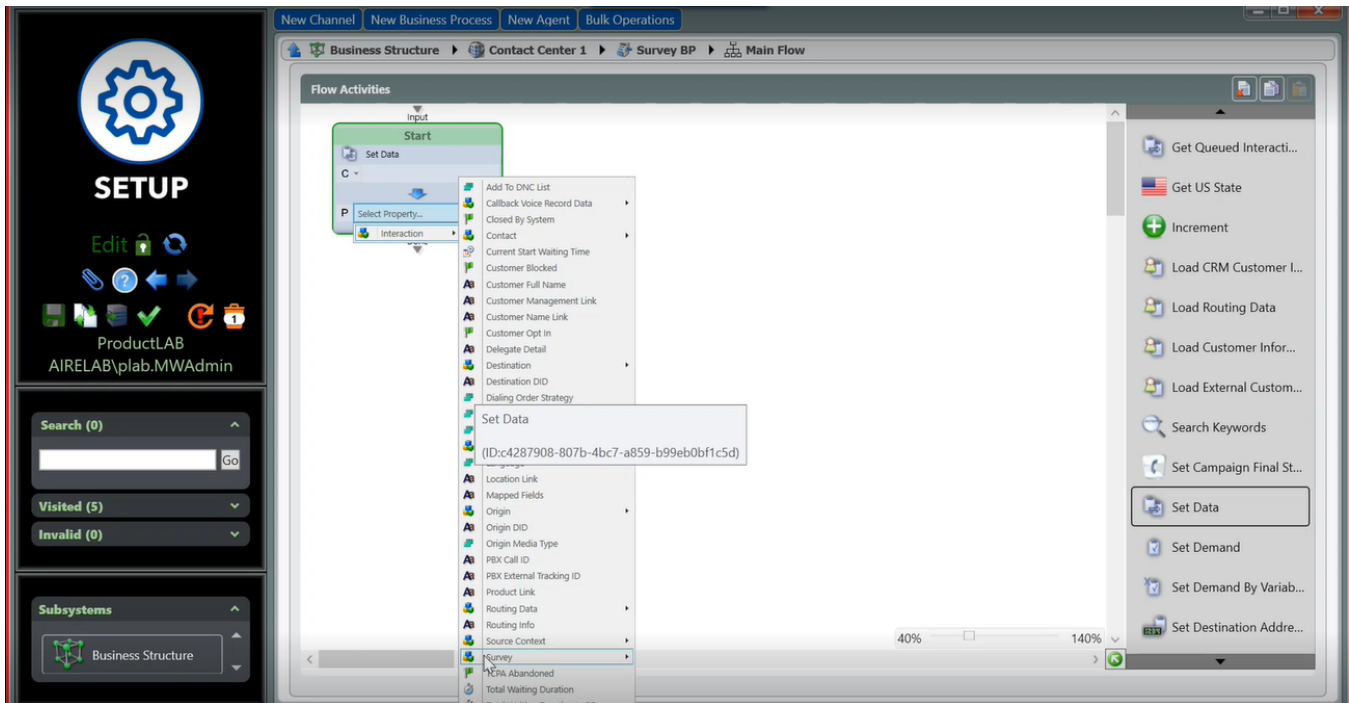 New Channel
New Business Process
New Agent
Bulk Operations
Business Structure
Contact Center 1
Survey BP
Main Flow
SETUP
Edit
1
ProductLAB
AIRELAB\plab.MWAdmin
Search (0)
Go
Visited (5)
Invalid (0)
Subsystems
Business Structure
Flow Activities
Input
Start
Set Data
C
P
Select Property...
Interaction
Add To DNC List
Callback Voice Record Data
Closed By System
Contact
Current Start Waiting Time
Customer Blocked
Customer Full Name
Customer Management Link
Customer Name Link
Customer Opt In
Delegate Detail
Destination
Destination DID
Dialing Order Strategy
Set Data
(ID:c4287908-807b-4bc7-a859-b99eb0bf1c5d)
Language
Location Link
Mapped Fields
Origin
Origin DID
Origin Media Type
PBX Call ID
PBX External Tracking ID
Product Link
Routing Data
Routing Info
Source Context
Survey
TCPA Abandoned
Total Waiting Duration
40%
140%
Get Queued Interacti...
Get US State
Increment
Load CRM Customer I...
Load Routing Data
Load Customer Infor...
Load External Custom...
Search Keywords
Set Campaign Final St...
Set Data
Set Demand
Set Demand By Variab...
Set Destination Addre...